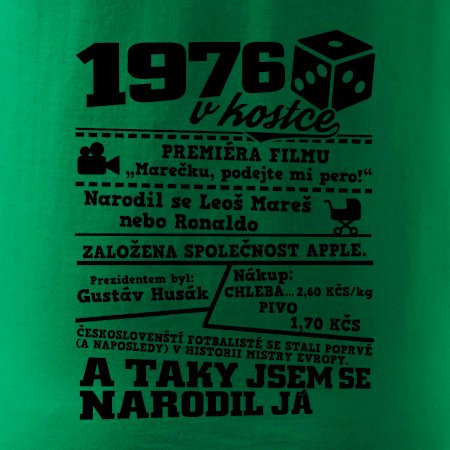 1976
v kostce
PREMIÉRA FILMU
„Marečku, podejte mi pero!“
Narodil se Leoš Mareš
nebo Ronaldo
ZALOŽENA SPOLEČNOST APPLE.
Prezidentem byl:
Gustáv Husák
Nákup:
CHLEBA... 2,60 KČS/kg
PIVO
1,70 KČS
ČESKOSLOVENŠTÍ FOTBALISTÉ SE STALI POPRVÉ
(A NAPOSLEDY) V HISTORII MISTRY EVROPY.
A TAKY JSEM SE
NARODIL JÁ